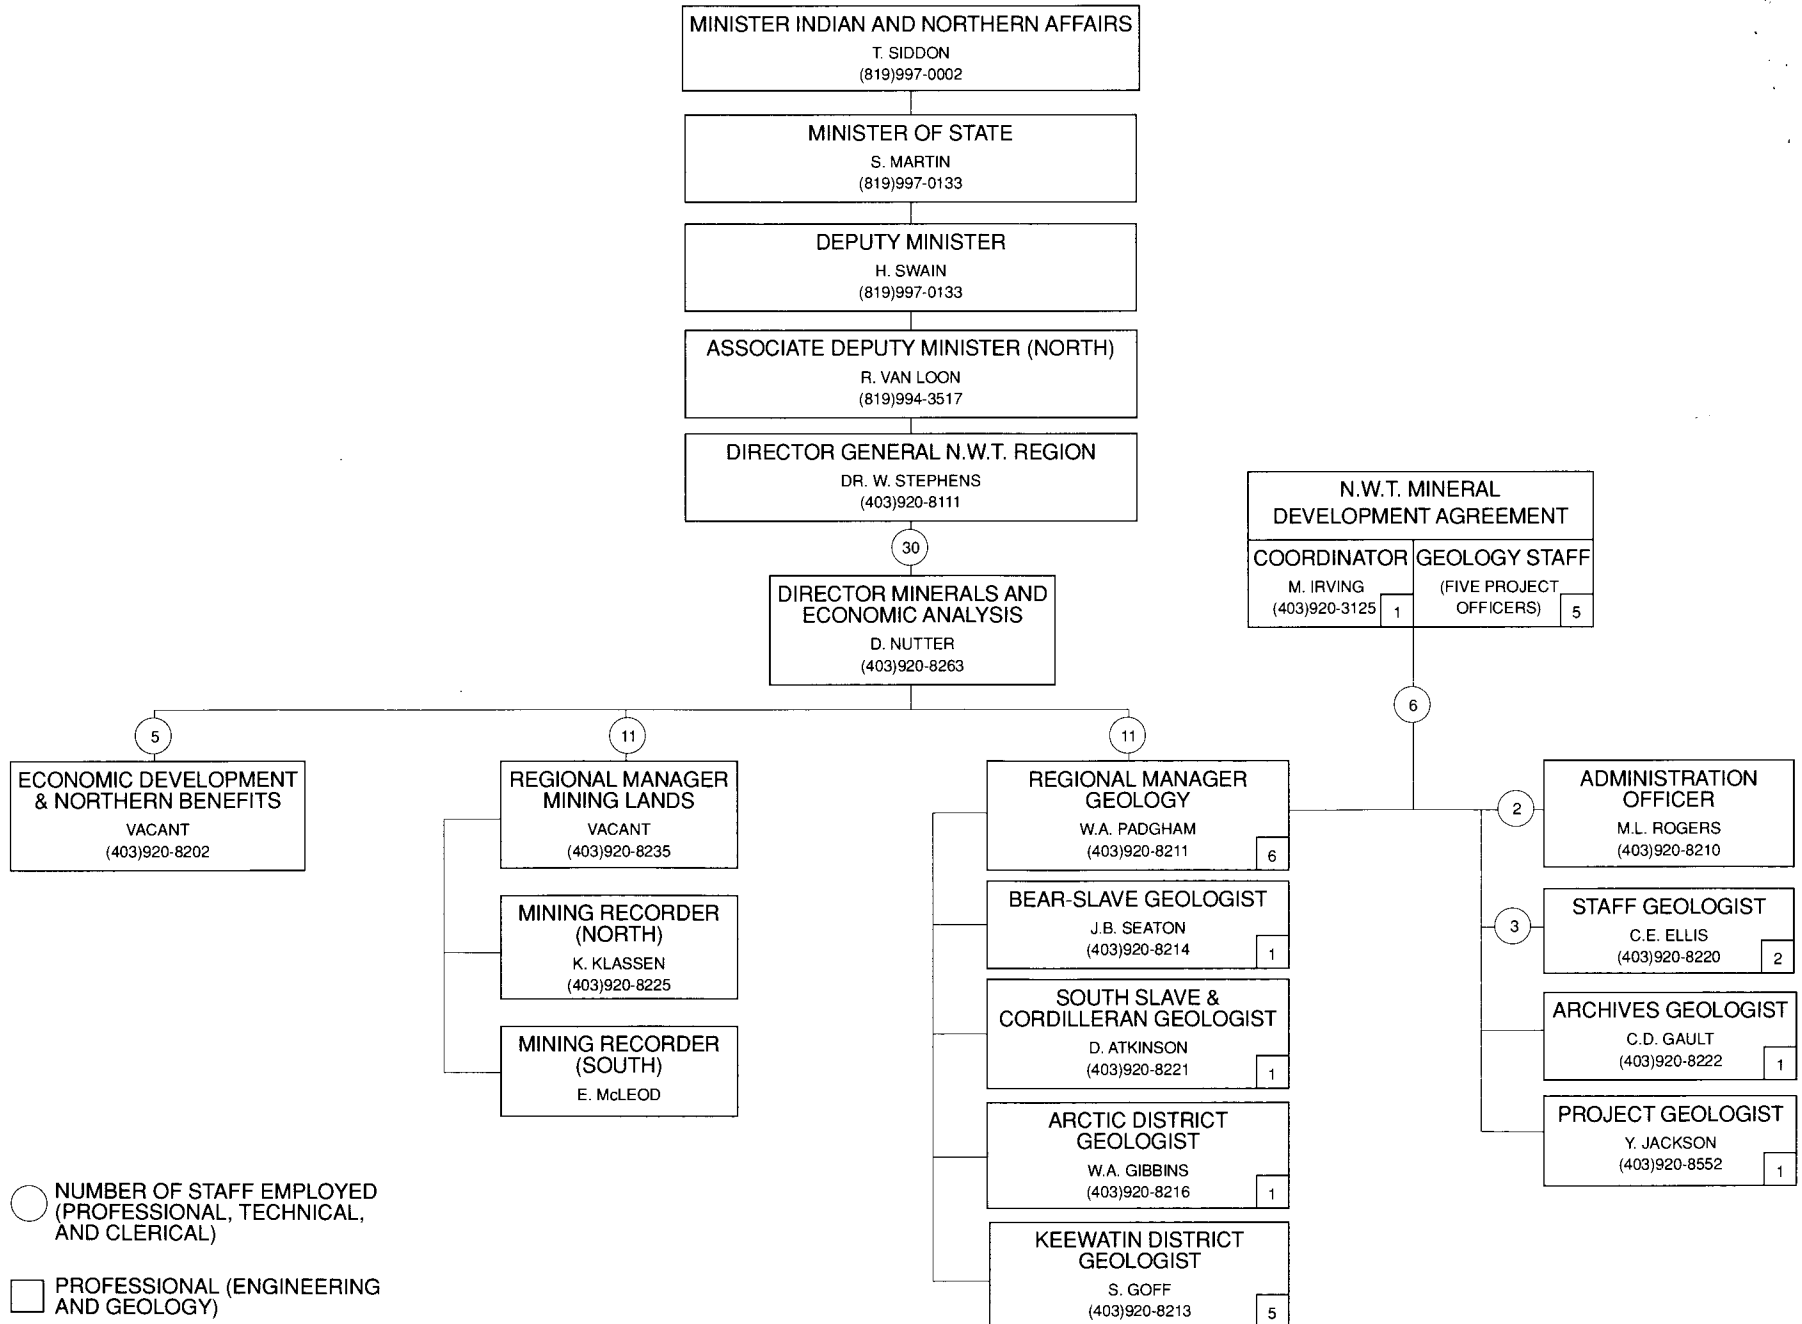 MINISTER INDIAN AND NORTHERN AFFAIRS
T. SIDDON
(819)997-0002
MINISTER OF STATE
S. MARTIN
(819)997-0133
DEPUTY MINISTER
H. SWAIN
(819)997-0133
ASSOCIATE DEPUTY MINISTER (NORTH)
R. VAN LOON
(819)994-3517
DIRECTOR GENERAL N.W.T. REGION
DR. W. STEPHENS
(403)920-8111
30
DIRECTOR MINERALS AND
ECONOMIC ANALYSIS
D. NUTTER
(403)920-8263
N.W.T. MINERAL
DEVELOPMENT AGREEMENT
COORDINATOR
M. IRVING
(403)920-3125
1
GEOLOGY STAFF
(FIVE PROJECT
OFFICERS)
5
6
5
ECONOMIC DEVELOPMENT
& NORTHERN BENEFITS
VACANT
(403)920-8202
11
REGIONAL MANAGER
MINING LANDS
VACANT
(403)920-8235
MINING RECORDER
(NORTH)
K. KLASSEN
(403)920-8225
MINING RECORDER
(SOUTH)
E. McLEOD
11
REGIONAL MANAGER
GEOLOGY
W.A. PADGHAM
(403)920-8211
6
BEAR-SLAVE GEOLOGIST
J.B. SEATON
(403)920-8214
1
SOUTH SLAVE &
CORDILLERAN GEOLOGIST
D. ATKINSON
(403)920-8221
1
ARCTIC DISTRICT
GEOLOGIST
W.A. GIBBINS
(403)920-8216
1
KEEWATIN DISTRICT
GEOLOGIST
S. GOFF
(403)920-8213
5
2
ADMINISTRATION
OFFICER
M.L. ROGERS
(403)920-8210
3
STAFF GEOLOGIST
C.E. ELLIS
(403)920-8220
2
ARCHIVES GEOLOGIST
C.D. GAULT
(403)920-8222
1
PROJECT GEOLOGIST
Y. JACKSON
(403)920-8552
1
NUMBER OF STAFF EMPLOYED
(PROFESSIONAL, TECHNICAL,
AND CLERICAL)
PROFESSIONAL (ENGINEERING
AND GEOLOGY)